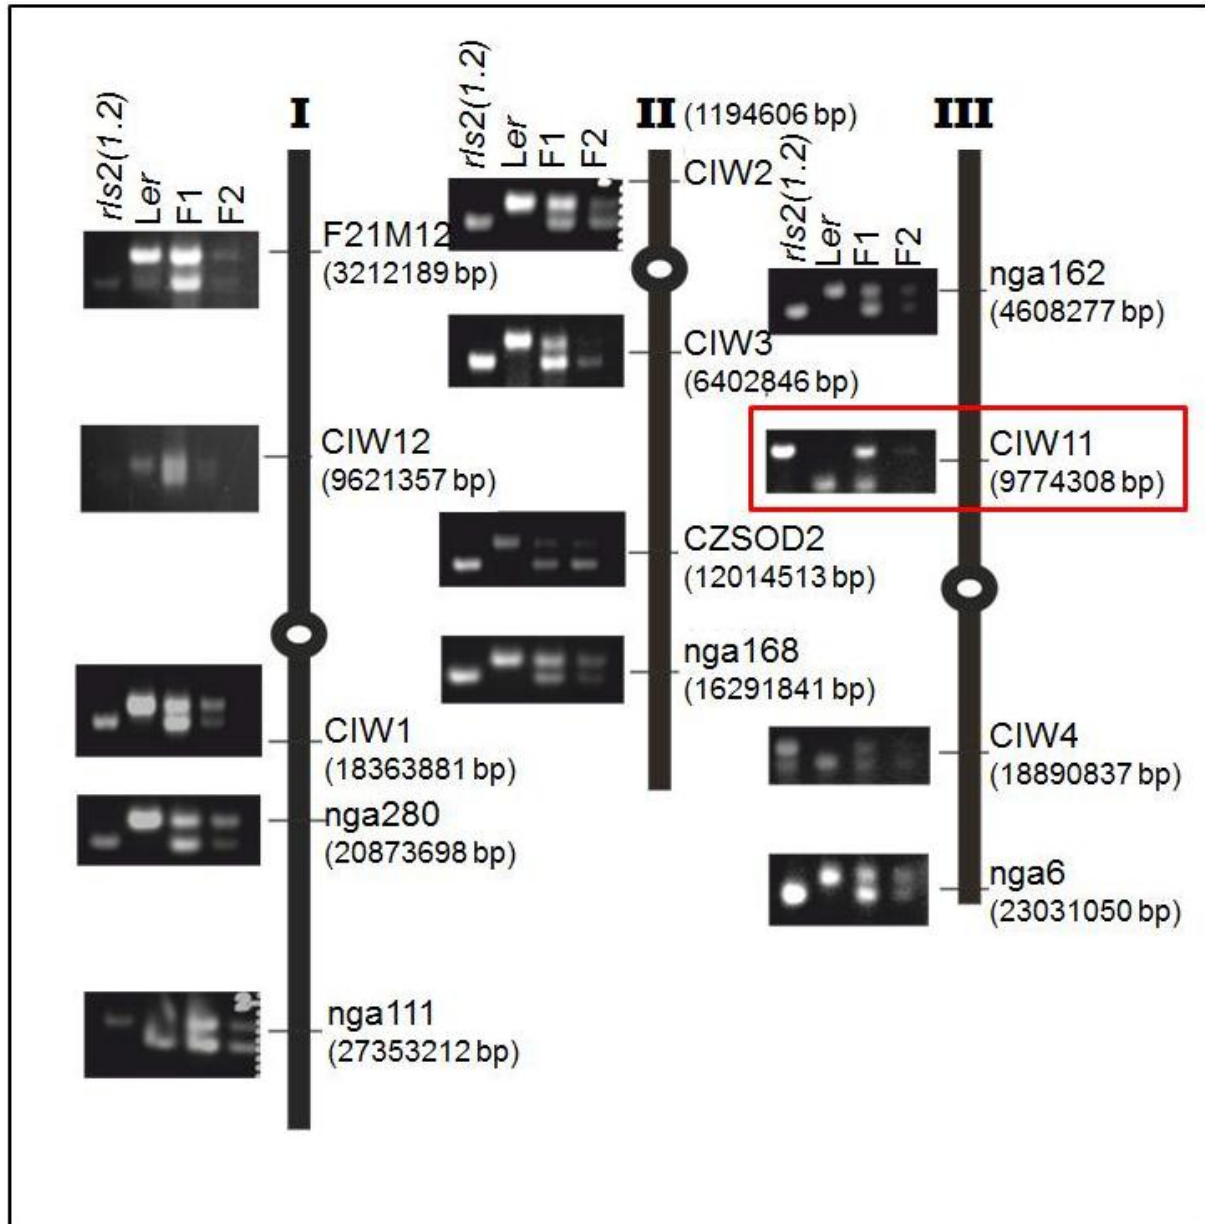 I
rls2(1.2)
Ler
F1
F2
F21M12
(3212189 bp)
CIW12
(9621357 bp)
CIW1
(18363881 bp)
nga280
(20873698 bp)
nga111
(27353212 bp)
II (1194606 bp)
rls2(1.2)
Ler
F1
F2
CIW2
CIW3
(6402846 bp)
CZSOD2
(12014513 bp)
nga168
(16291841 bp)
III
rls2(1.2)
Ler
F1
F2
nga162
(4608277 bp)
CIW11
(9774308 bp)
CIW4
(18890837 bp)
nga6
(23031050 bp)